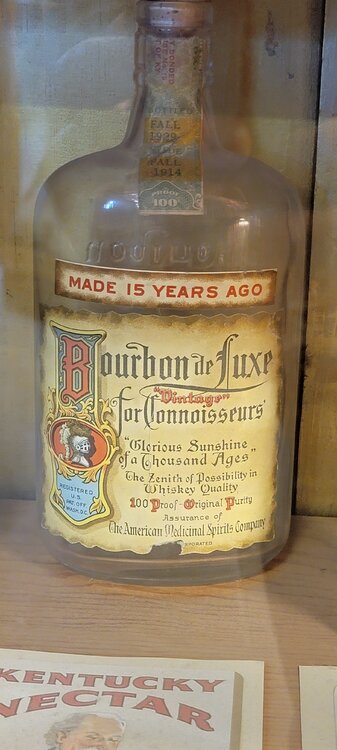 BOTTLED
FALL
1929
MADE
FALL
1914
PROOF
100
MADE 15 YEARS AGO
Bourbon de Luxe
"Vintage"
for Connoisseurs'
"Glorious Sunshine
of a Thousand Ages"
The Zenith of Possibility in
Whiskey Quality
100 Proof - Original Purity
Assurance of
The American Medicinal Spirits Company
REGISTERED
U.S.
PAT. OFF.
WASH. D.C.
KENTUCKY
NECTAR